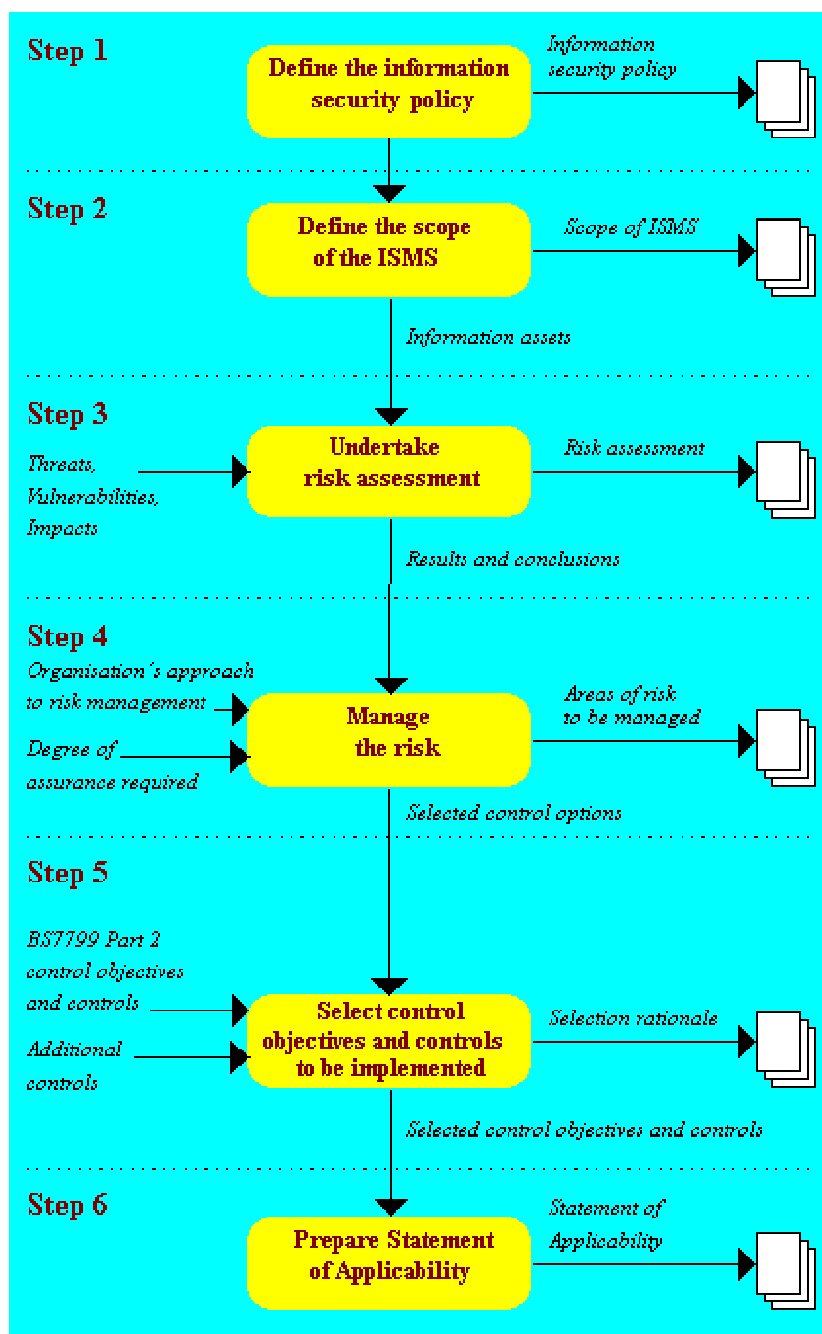 Step 1
Define the information
security policy
Information
security policy
Step 2
Define the scope
of the ISMS
Scope of ISMS
Information assets
Step 3
Threats,
Vulnerabilities,
Impacts
Undertake
risk assessment
Risk assessment
Results and conclusions
Step 4
Organisation´s approach
to risk management
Degree of
assurance required
Manage
the risk
Areas of risk
to be managed
Selected control options
Step 5
BS7799 Part 2
control objectives
and controls
Additional
controls
Select control
objectives and controls
to be implemented
Selection rationale
Selected control objectives and controls
Step 6
Prepare Statement
of Applicability
Statement of
Applicability